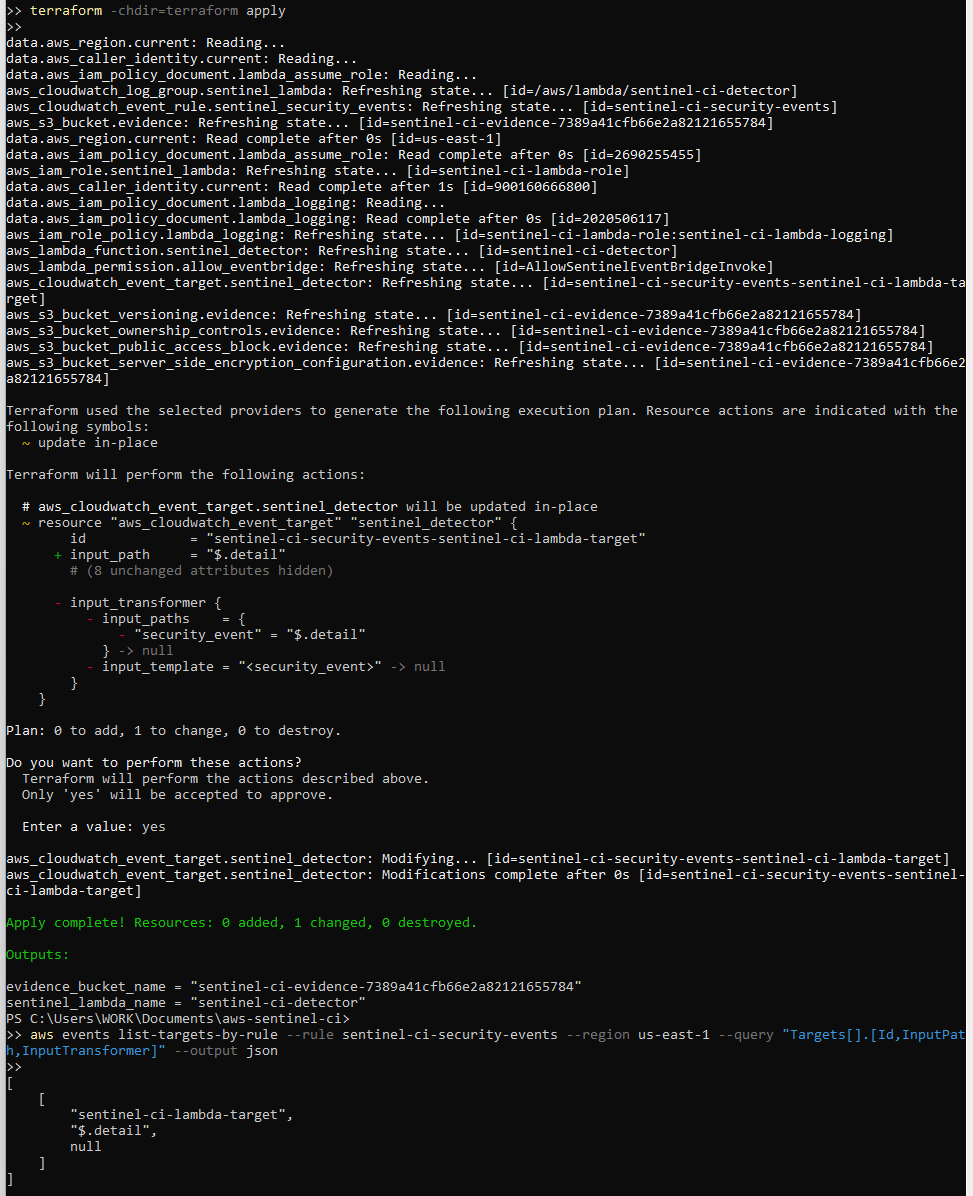 >> terraform -chdir=terraform apply
>>
data.aws_region.current: Reading...
data.aws_caller_identity.current: Reading...
data.aws_iam_policy_document.lambda_assume_role: Reading...
aws_cloudwatch_log_group.sentinel_lambda: Refreshing state... [id=/aws/lambda/sentinel-ci-detector]
aws_cloudwatch_event_rule.sentinel_security_events: Refreshing state... [id=sentinel-ci-security-events]
aws_s3_bucket.evidence: Refreshing state... [id=sentinel-ci-evidence-7389a41cfb66e2a82121655784]
data.aws_region.current: Read complete after 0s [id=us-east-1]
data.aws_iam_policy_document.lambda_assume_role: Read complete after 0s [id=2690255455]
aws_iam_role.sentinel_lambda: Refreshing state... [id=sentinel-ci-lambda-role]
data.aws_caller_identity.current: Read complete after 1s [id=900160666800]
data.aws_iam_policy_document.lambda_logging: Reading...
data.aws_iam_policy_document.lambda_logging: Read complete after 0s [id=2020506117]
aws_iam_role_policy.lambda_logging: Refreshing state... [id=sentinel-ci-lambda-role:sentinel-ci-lambda-logging]
aws_lambda_function.sentinel_detector: Refreshing state... [id=sentinel-ci-detector]
aws_lambda_permission.allow_eventbridge: Refreshing state... [id=AllowSentinelEventBridgeInvoke]
aws_cloudwatch_event_target.sentinel_detector: Refreshing state... [id=sentinel-ci-security-events-sentinel-ci-lambda-ta
rget]
aws_s3_bucket_versioning.evidence: Refreshing state... [id=sentinel-ci-evidence-7389a41cfb66e2a82121655784]
aws_s3_bucket_ownership_controls.evidence: Refreshing state... [id=sentinel-ci-evidence-7389a41cfb66e2a82121655784]
aws_s3_bucket_public_access_block.evidence: Refreshing state... [id=sentinel-ci-evidence-7389a41cfb66e2a82121655784]
aws_s3_bucket_server_side_encryption_configuration.evidence: Refreshing state... [id=sentinel-ci-evidence-7389a41cfb66e2
a82121655784]

Terraform used the selected providers to generate the following execution plan. Resource actions are indicated with the
following symbols:
  ~ update in-place

Terraform will perform the following actions:

  # aws_cloudwatch_event_target.sentinel_detector will be updated in-place
  ~ resource "aws_cloudwatch_event_target" "sentinel_detector" {
        id             = "sentinel-ci-security-events-sentinel-ci-lambda-target"
      + input_path     = "$.detail"
        # (8 unchanged attributes hidden)

      - input_transformer {
          - input_paths    = {
              - "security_event" = "$.detail"
            } -> null
          - input_template = "<security_event>" -> null
        }
    }

Plan: 0 to add, 1 to change, 0 to destroy.

Do you want to perform these actions?
  Terraform will perform the actions described above.
  Only 'yes' will be accepted to approve.

  Enter a value: yes

aws_cloudwatch_event_target.sentinel_detector: Modifying... [id=sentinel-ci-security-events-sentinel-ci-lambda-target]
aws_cloudwatch_event_target.sentinel_detector: Modifications complete after 0s [id=sentinel-ci-security-events-sentinel-
ci-lambda-target]

Apply complete! Resources: 0 added, 1 changed, 0 destroyed.

Outputs:

evidence_bucket_name = "sentinel-ci-evidence-7389a41cfb66e2a82121655784"
sentinel_lambda_name = "sentinel-ci-detector"
PS C:\Users\WORK\Documents\aws-sentinel-ci>
>> aws events list-targets-by-rule --rule sentinel-ci-security-events --region us-east-1 --query "Targets[].[Id,InputPat
h,InputTransformer]" --output json
>>
[
    [
        "sentinel-ci-lambda-target",
        "$.detail",
        null
    ]
]